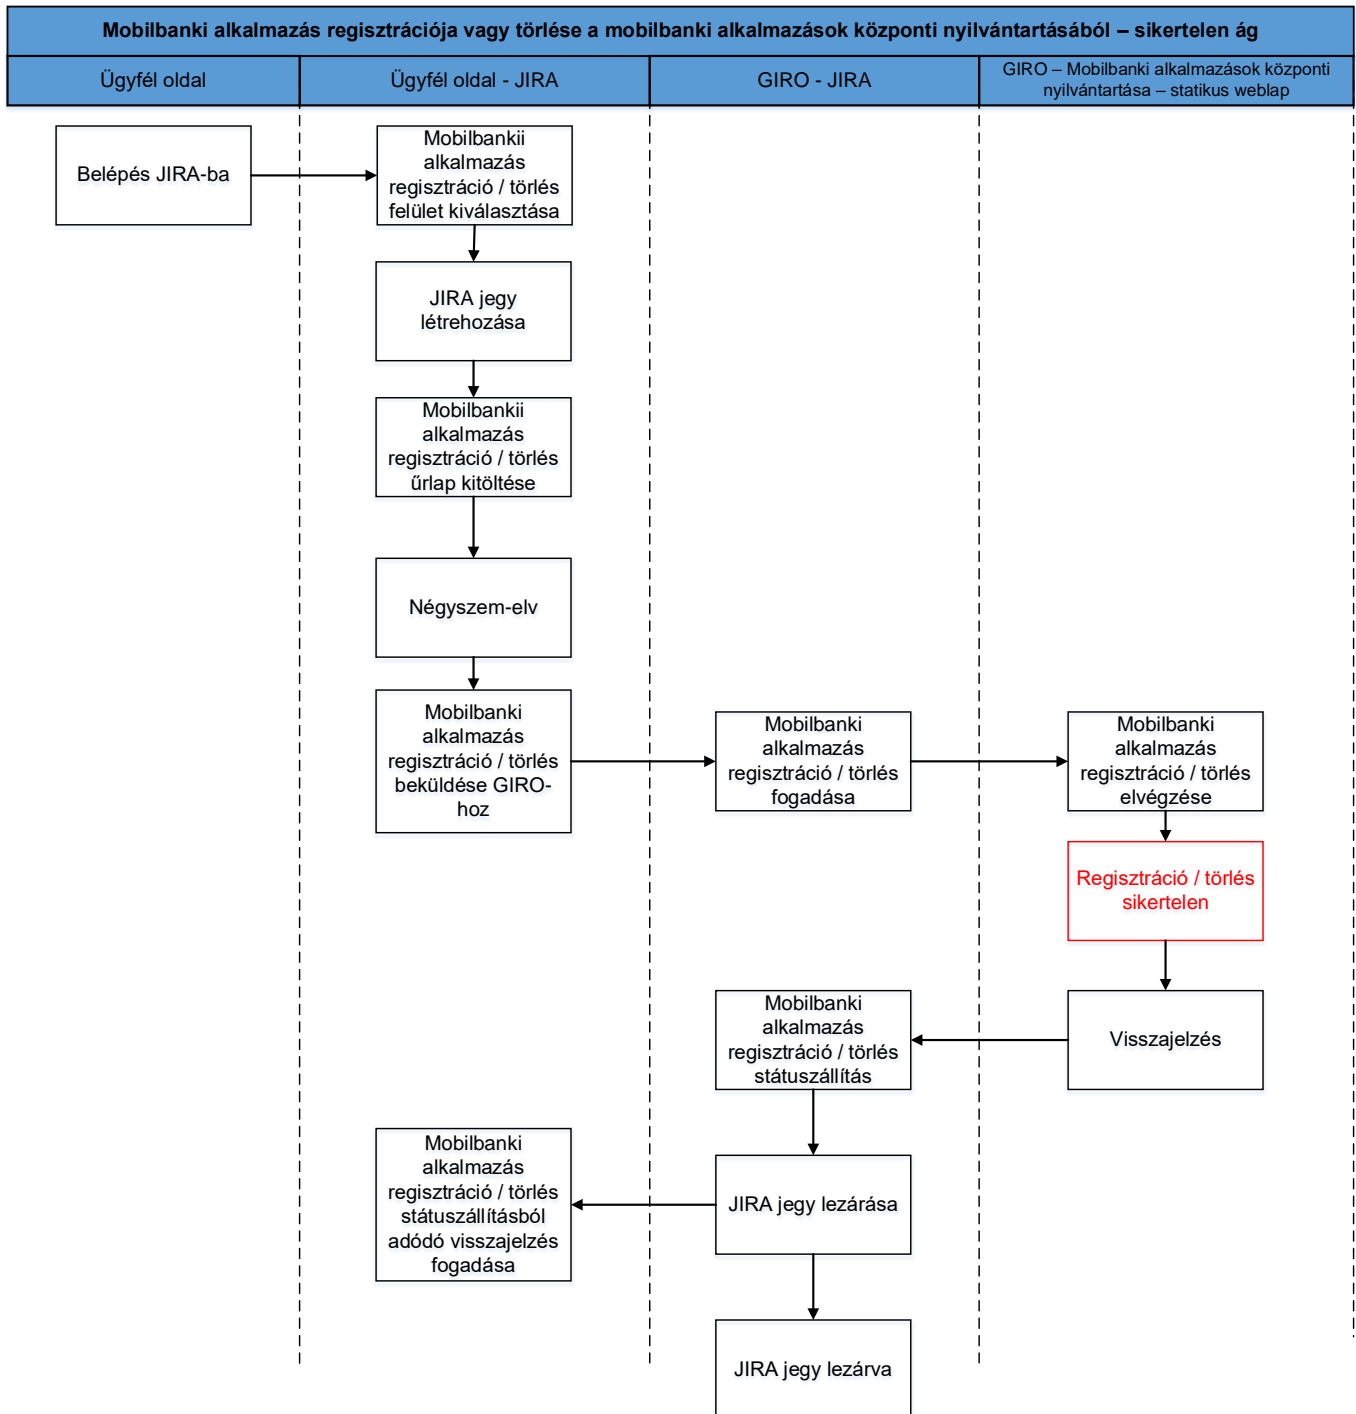 Mobilbanki alkalmazás regisztrációja vagy törlése a mobilbanki alkalmazások központi nyilvántartásából – sikertelen ág
Ügyfél oldal
Ügyfél oldal - JIRA
GIRO - JIRA
GIRO – Mobilbanki alkalmazások központi
nyilvántartása – statikus weblap
Belépés JIRA-ba
Mobilbankii
alkalmazás
regisztráció / törlés
felület kiválasztása
JIRA jegy
létrehozása
Mobilbankii
alkalmazás
regisztráció / törlés
űrlap kitöltése
Négyszem-elv
Mobilbanki
alkalmazás
regisztráció / törlés
beküldése GIRO-
hoz
Mobilbanki
alkalmazás
regisztráció / törlés
fogadása
Mobilbanki
alkalmazás
regisztráció / törlés
elvégzése
Regisztráció / törlés
sikertelen
Visszajelzés
Mobilbanki
alkalmazás
regisztráció / törlés
státuszállítás
JIRA jegy lezárása
Mobilbanki
alkalmazás
regisztráció / törlés
státuszállításból
adódó visszajelzés
fogadása
JIRA jegy lezárva